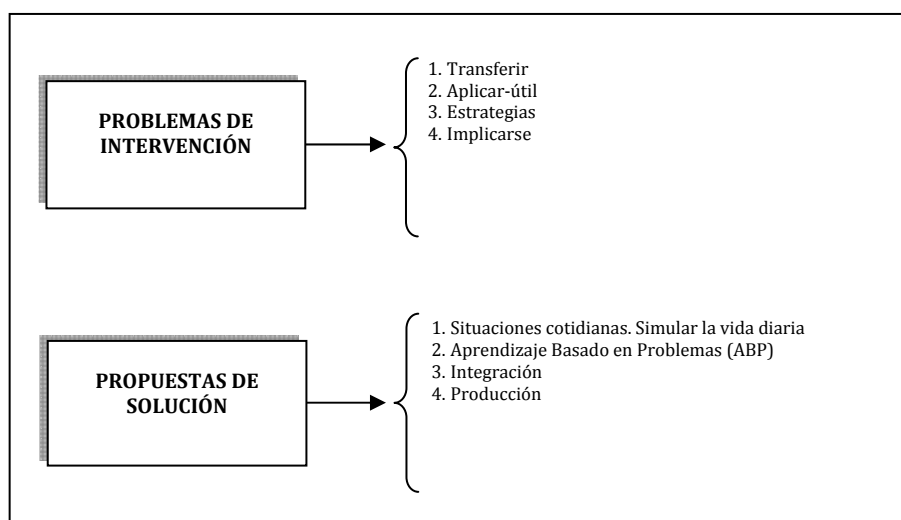 PROBLEMAS DE
INTERVENCIÓN
1. Transferir
2. Aplicar-útil
3. Estrategias
4. Implicarse
PROPUESTAS DE
SOLUCIÓN
1. Situaciones cotidianas. Simular la vida diaria
2. Aprendizaje Basado en Problemas (ABP)
3. Integración
4. Producción